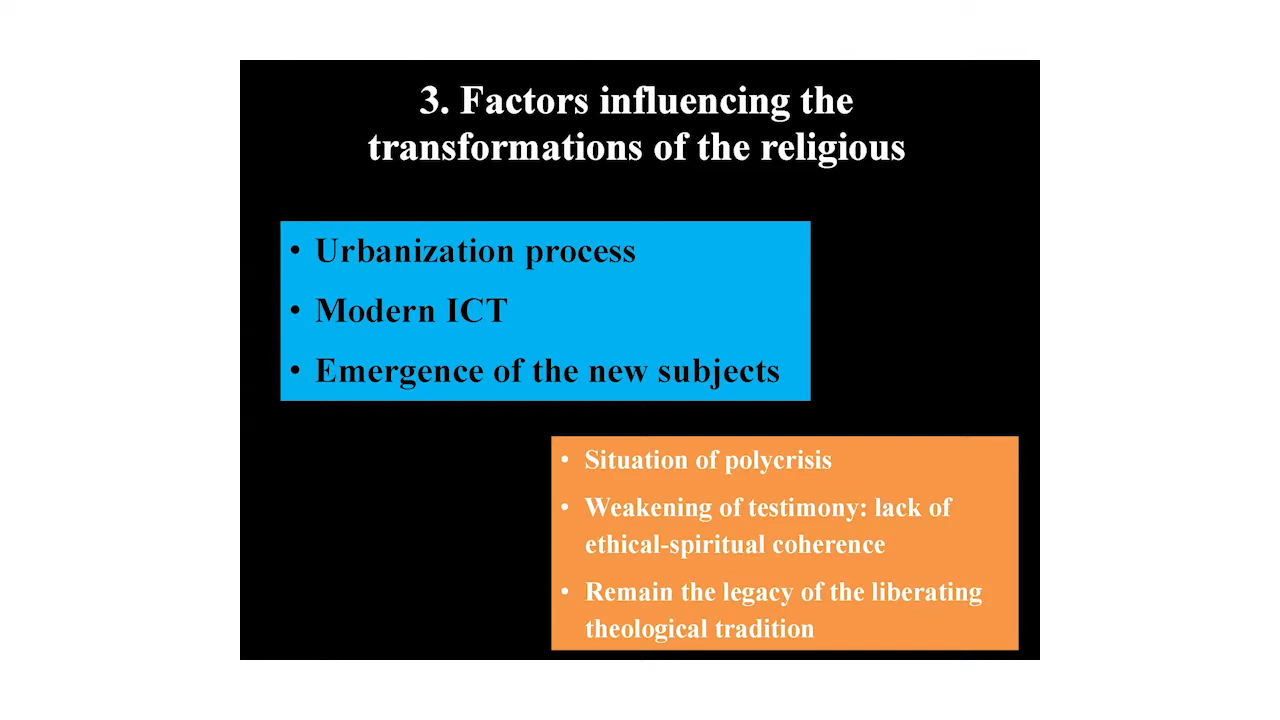 3. Factors influencing the
transformations of the religious
• Urbanization process
• Modern ICT
• Emergence of the new subjects
• Situation of polycrisis
• Weakening of testimony: lack of
ethical-spiritual coherence
• Remain the legacy of the liberating
theological tradition